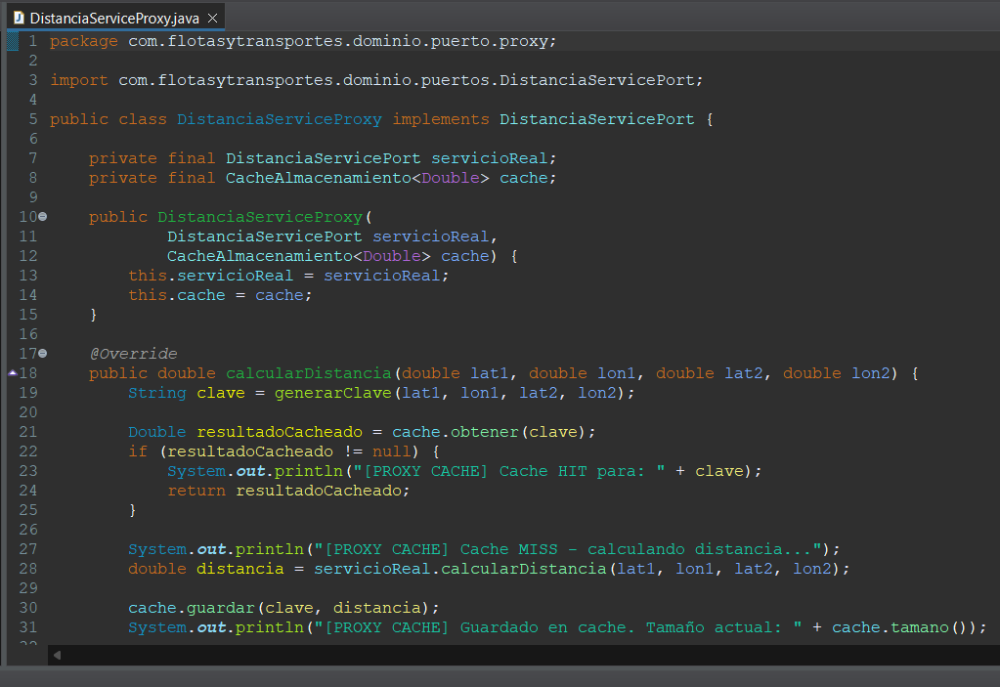 DistanciaServiceProxy.java
1 package com.flotasytransportes.dominio.puerto.proxy;
2
3 import com.flotasytransportes.dominio.puertos.DistanciaServicePort;
4
5 public class DistanciaServiceProxy implements DistanciaServicePort {
6
7 private final DistanciaServicePort servicioReal;
8 private final CacheAlmacenamiento<Double> cache;
9
10 public DistanciaServiceProxy(
11 DistanciaServicePort servicioReal,
12 CacheAlmacenamiento<Double> cache) {
13 this.servicioReal = servicioReal;
14 this.cache = cache;
15 }
16
17 @Override
18 public double calcularDistancia(double lat1, double lon1, double lat2, double lon2) {
19 String clave = generarClave(lat1, lon1, lat2, lon2);
20
21 Double resultadoCacheado = cache.obtener(clave);
22 if (resultadoCacheado != null) {
23 System.out.println("[PROXY CACHE] Cache HIT para: " + clave);
24 return resultadoCacheado;
25 }
26
27 System.out.println("[PROXY CACHE] Cache MISS - calculando distancia...");
28 double distancia = servicioReal.calcularDistancia(lat1, lon1, lat2, lon2);
29
30 cache.guardar(clave, distancia);
31 System.out.println("[PROXY CACHE] Guardado en cache. Tamaño actual: " + cache.tamano());